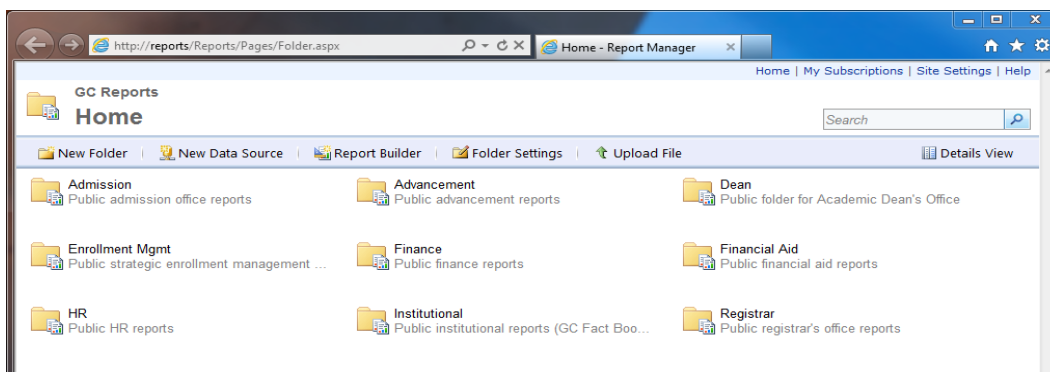 http://reports/Reports/Pages/Folder.aspx
Home - Report Manager
Home | My Subscriptions | Site Settings | Help
GC Reports
Home
Search
New Folder | New Data Source | Report Builder | Folder Settings | Upload File
Details View
Admission
Public admission office reports
Advancement
Public advancement reports
Dean
Public folder for Academic Dean's Office
Enrollment Mgmt
Public strategic enrollment management ...
Finance
Public finance reports
Financial Aid
Public financial aid reports
HR
Public HR reports
Institutional
Public institutional reports (GC Fact Boo...
Registrar
Public registrar's office reports